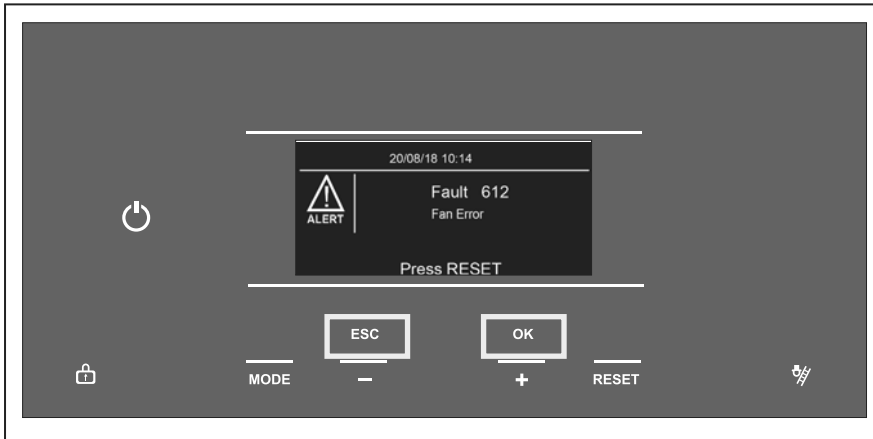 20/08/18 10:14
ALERT
Fault 612
Fan Error
Press RESET
ESC OK
MODE − + RESET